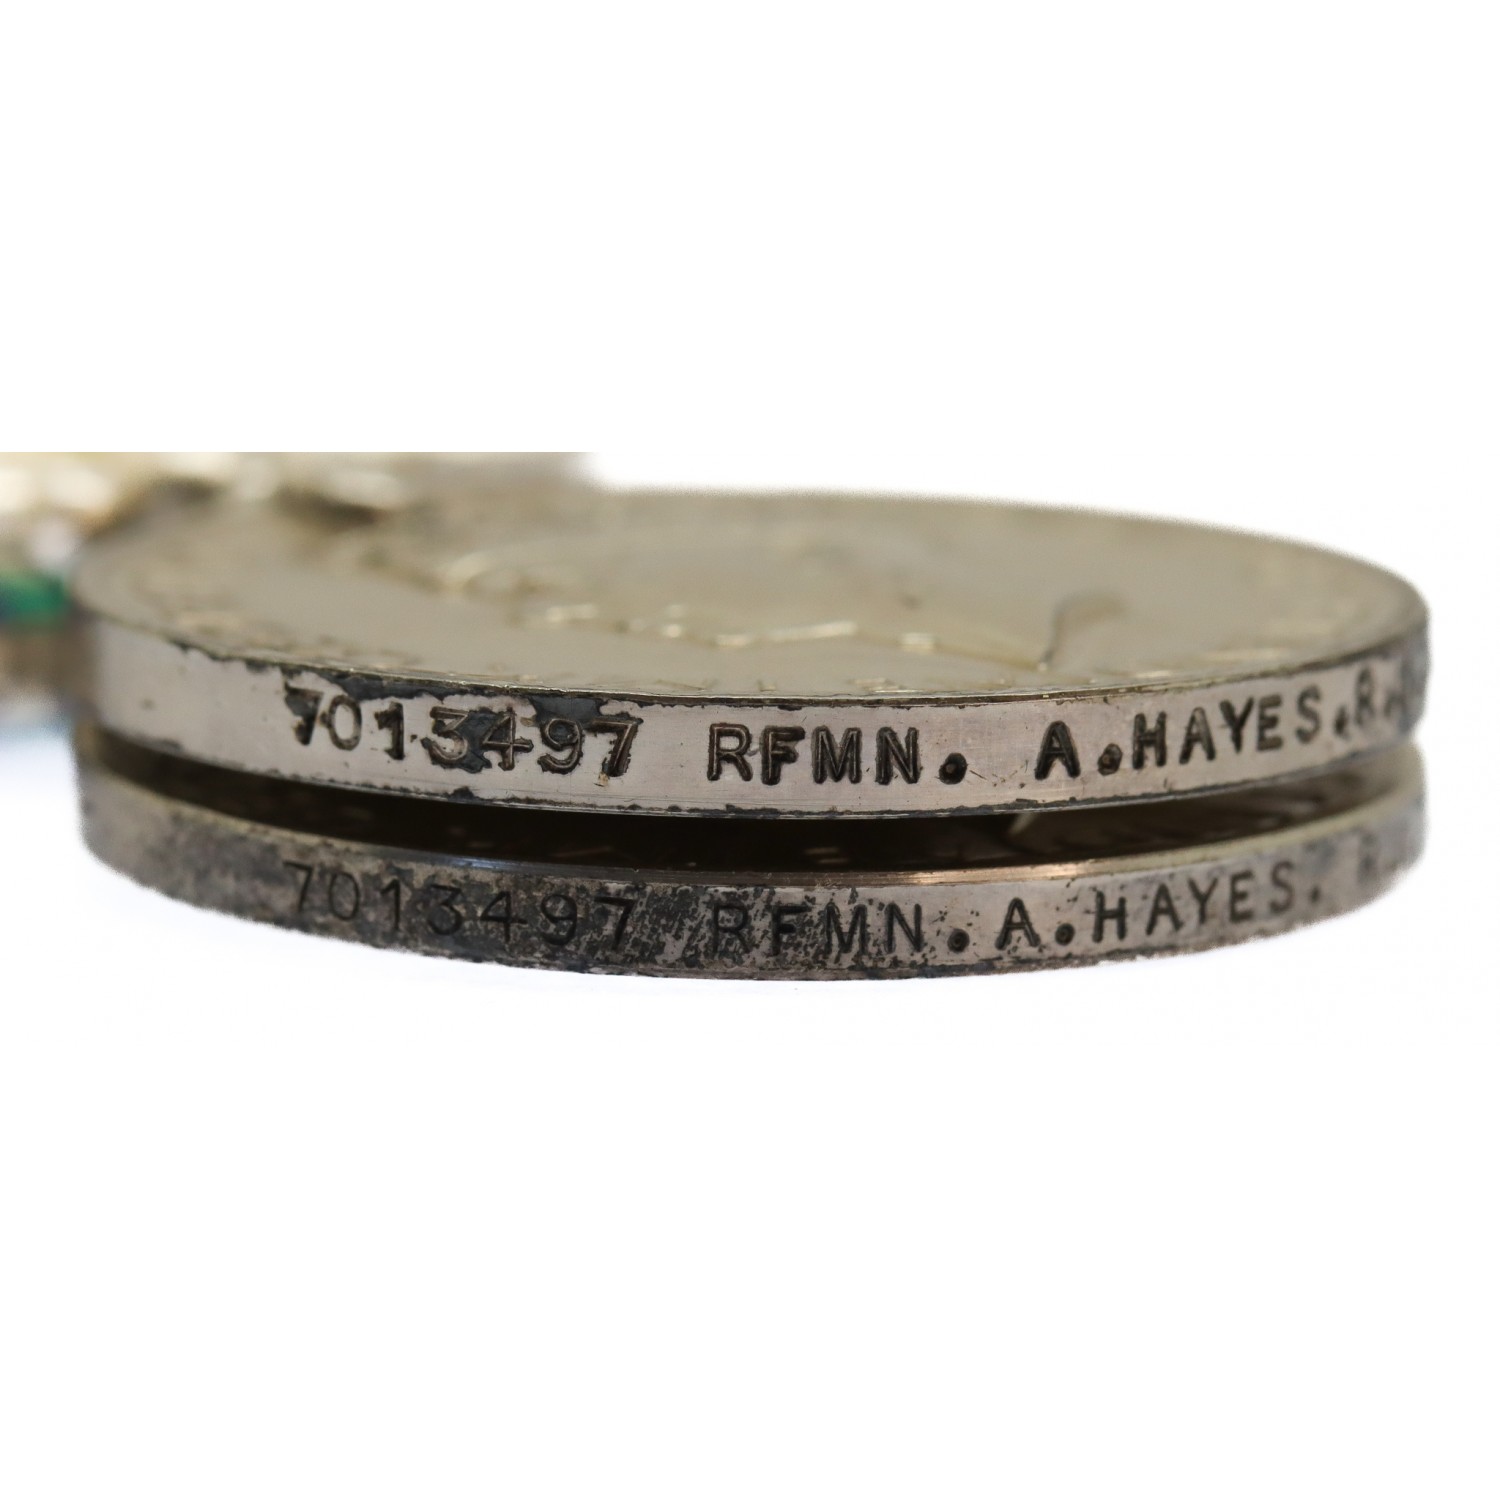 7013497 RFMN. A.HAYES.R.
7013497 RFMN. A.HAYES. R.